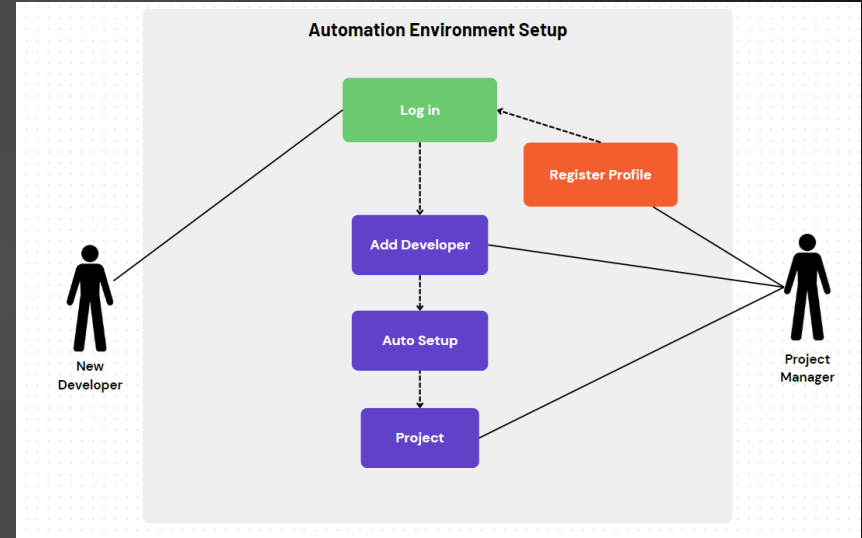 Automation Environment Setup
Log in
Register Profile
Add Developer
Auto Setup
Project
New
Developer
Project
Manager